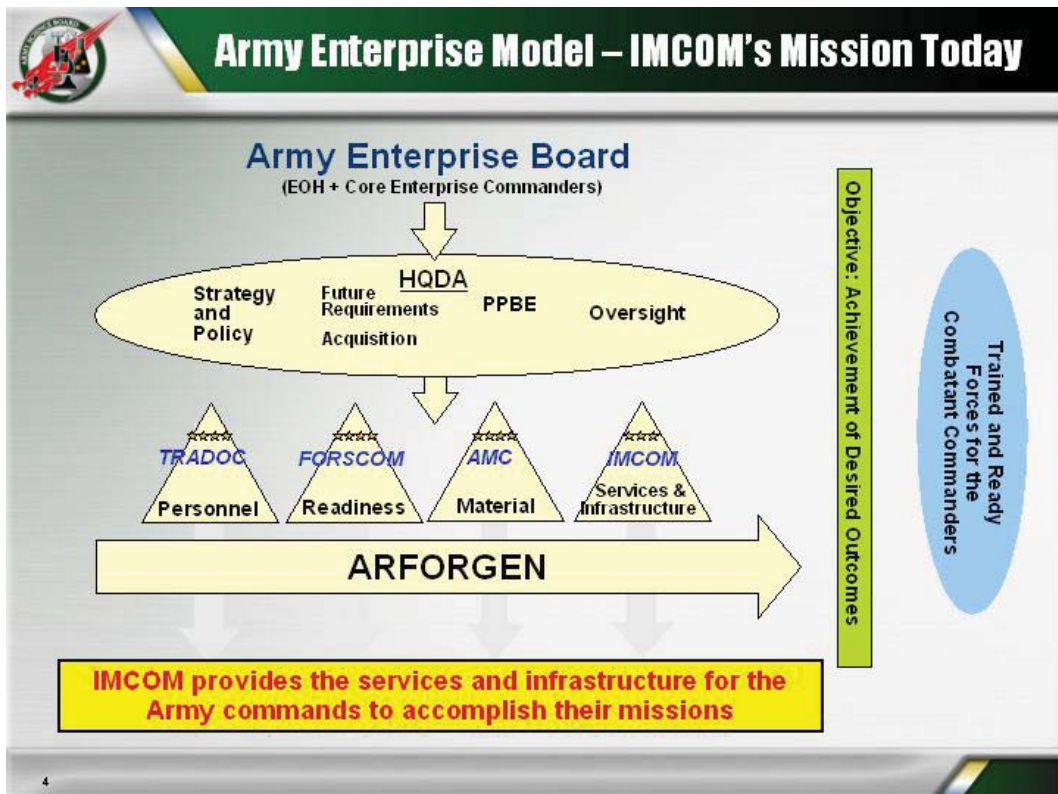 ARMY SCIENCE BOARD
Army Enterprise Model – IMCOM's Mission Today
Army Enterprise Board
(EOH + Core Enterprise Commanders)
HQDA
Strategy
and
Policy
Future
Requirements
Acquisition
PPBE
Oversight
TRADOC
Personnel
FORSCOM
Readiness
AMC
Material
IMCOM
Services &
Infrastructure
ARFORGEN
IMCOM provides the services and infrastructure for the
Army commands to accomplish their missions
Objective: Achievement of Desired Outcomes
Trained and Ready
Forces for the
Combatant Commanders
4